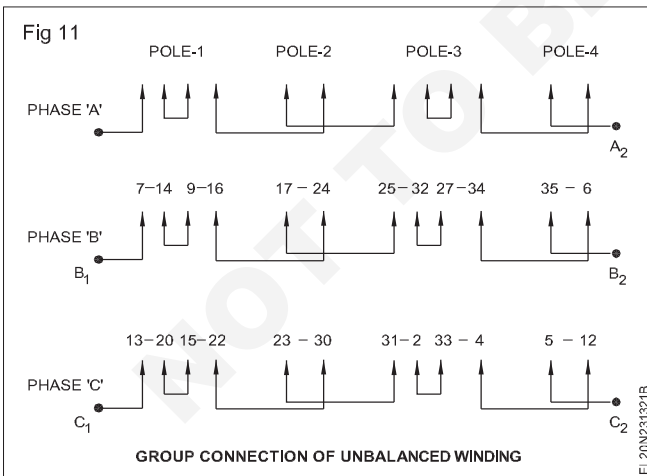 Fig 11
POLE-1 POLE-2 POLE-3 POLE-4
PHASE 'A'
A2
7–14 9–16 17 – 24 25–32 27–34 35 – 6
PHASE 'B'
B1 B2
13–20 15–22 23 – 30 31–2 33 – 4 5 – 12
PHASE 'C'
C1 C2
GROUP CONNECTION OF UNBALANCED WINDING
EL20N231321B
NOT TO B